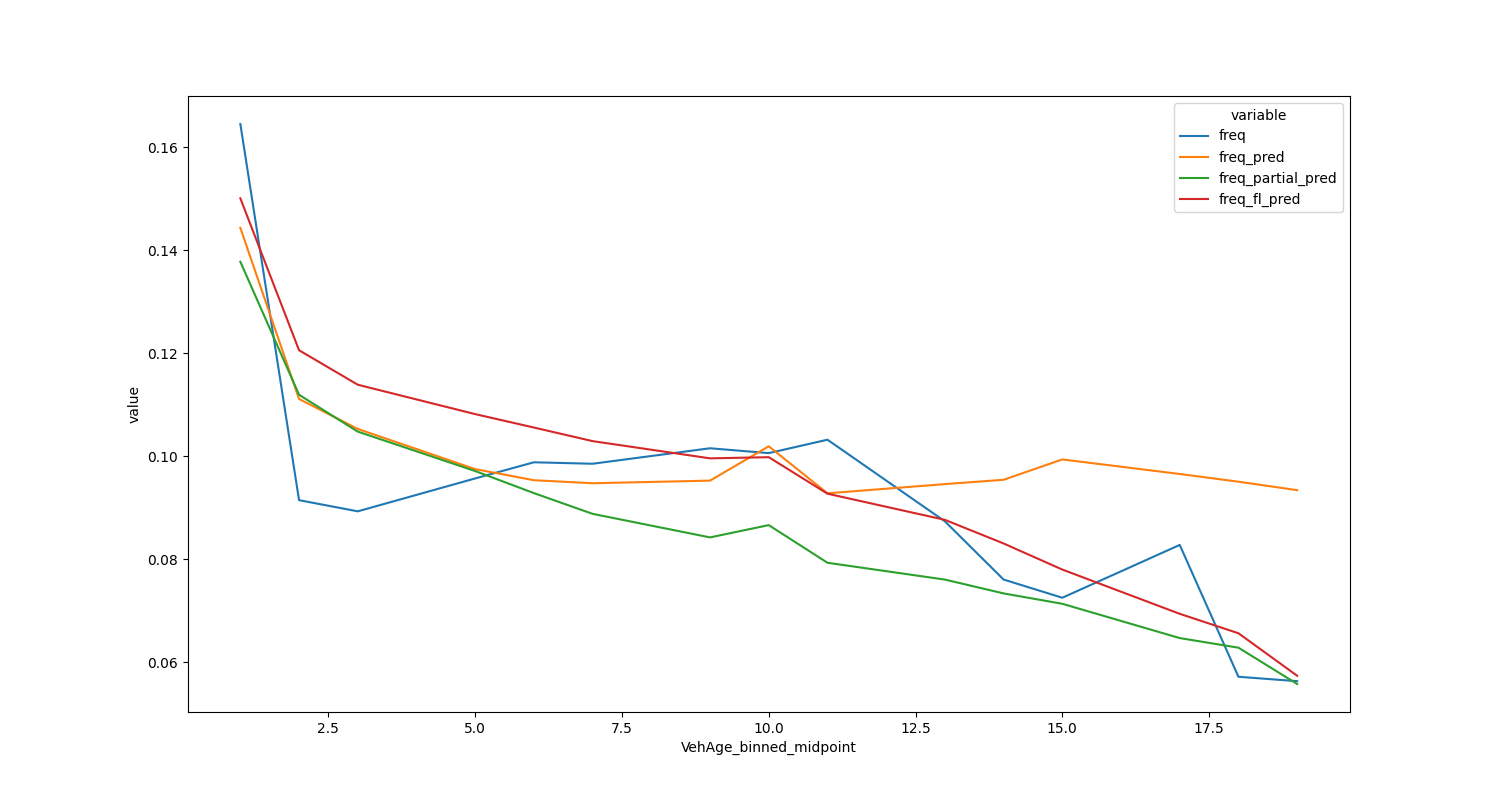 variable
freq
freq_pred
freq_partial_pred
freq_fl_pred
0.16
0.14
0.12
0.10
0.08
0.06
value
2.5
5.0
7.5
10.0
12.5
15.0
17.5
VehAge_binned_midpoint